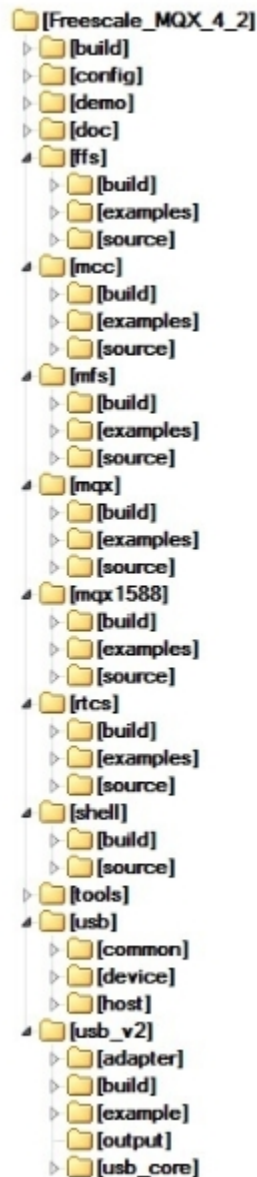 [Freescale_MQX_4_2]
[build]
[config]
[demo]
[doc]
[ffs]
[build]
[examples]
[source]
[mcc]
[build]
[examples]
[source]
[mfs]
[build]
[examples]
[source]
[mqx]
[build]
[examples]
[source]
[mqx1588]
[build]
[examples]
[source]
[rtcs]
[build]
[examples]
[source]
[shell]
[build]
[source]
[tools]
[usb]
[common]
[device]
[host]
[usb_v2]
[adapter]
[build]
[example]
[output]
[usb_core]